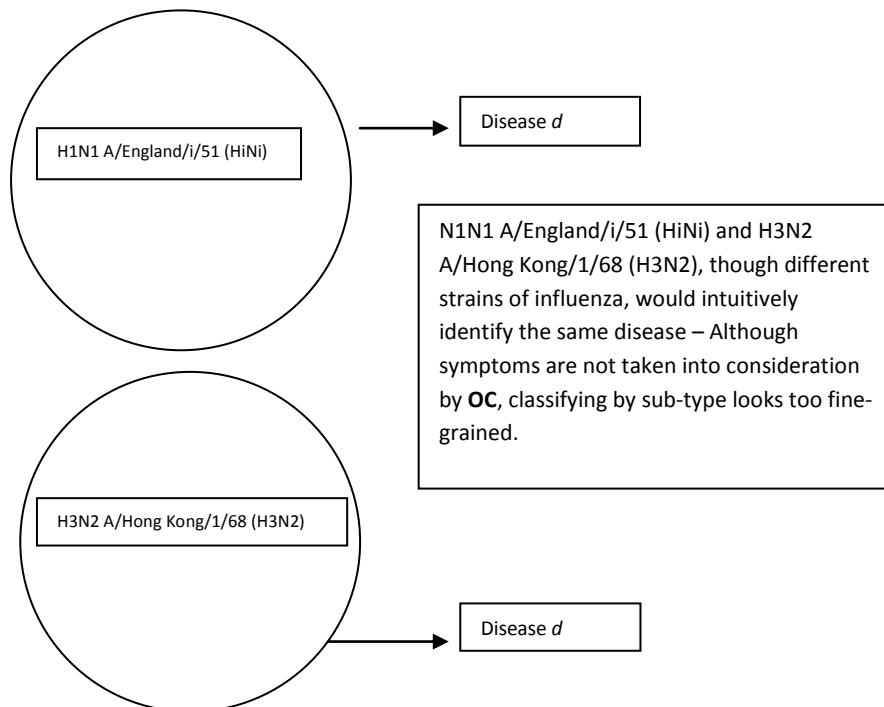 Disease d
H1N1 A/England/i/51 (HiNi)
N1N1 A/England/i/51 (HiNi) and H3N2
A/Hong Kong/1/68 (H3N2), though different
strains of influenza, would intuitively
identify the same disease – Although
symptoms are not taken into consideration
by OC, classifying by sub-type looks too fine-
grained.
H3N2 A/Hong Kong/1/68 (H3N2)
Disease d